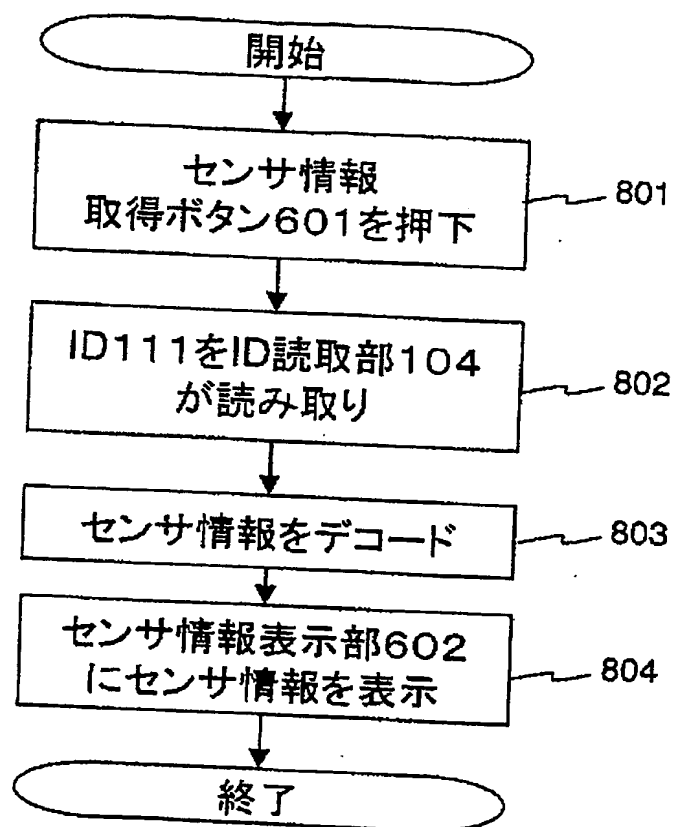 開始
センサ情報
取得ボタン601を押下
801
ID111をID読取部104
が読み取り
802
センサ情報をデコード
803
センサ情報表示部602
にセンサ情報を表示
804
終了